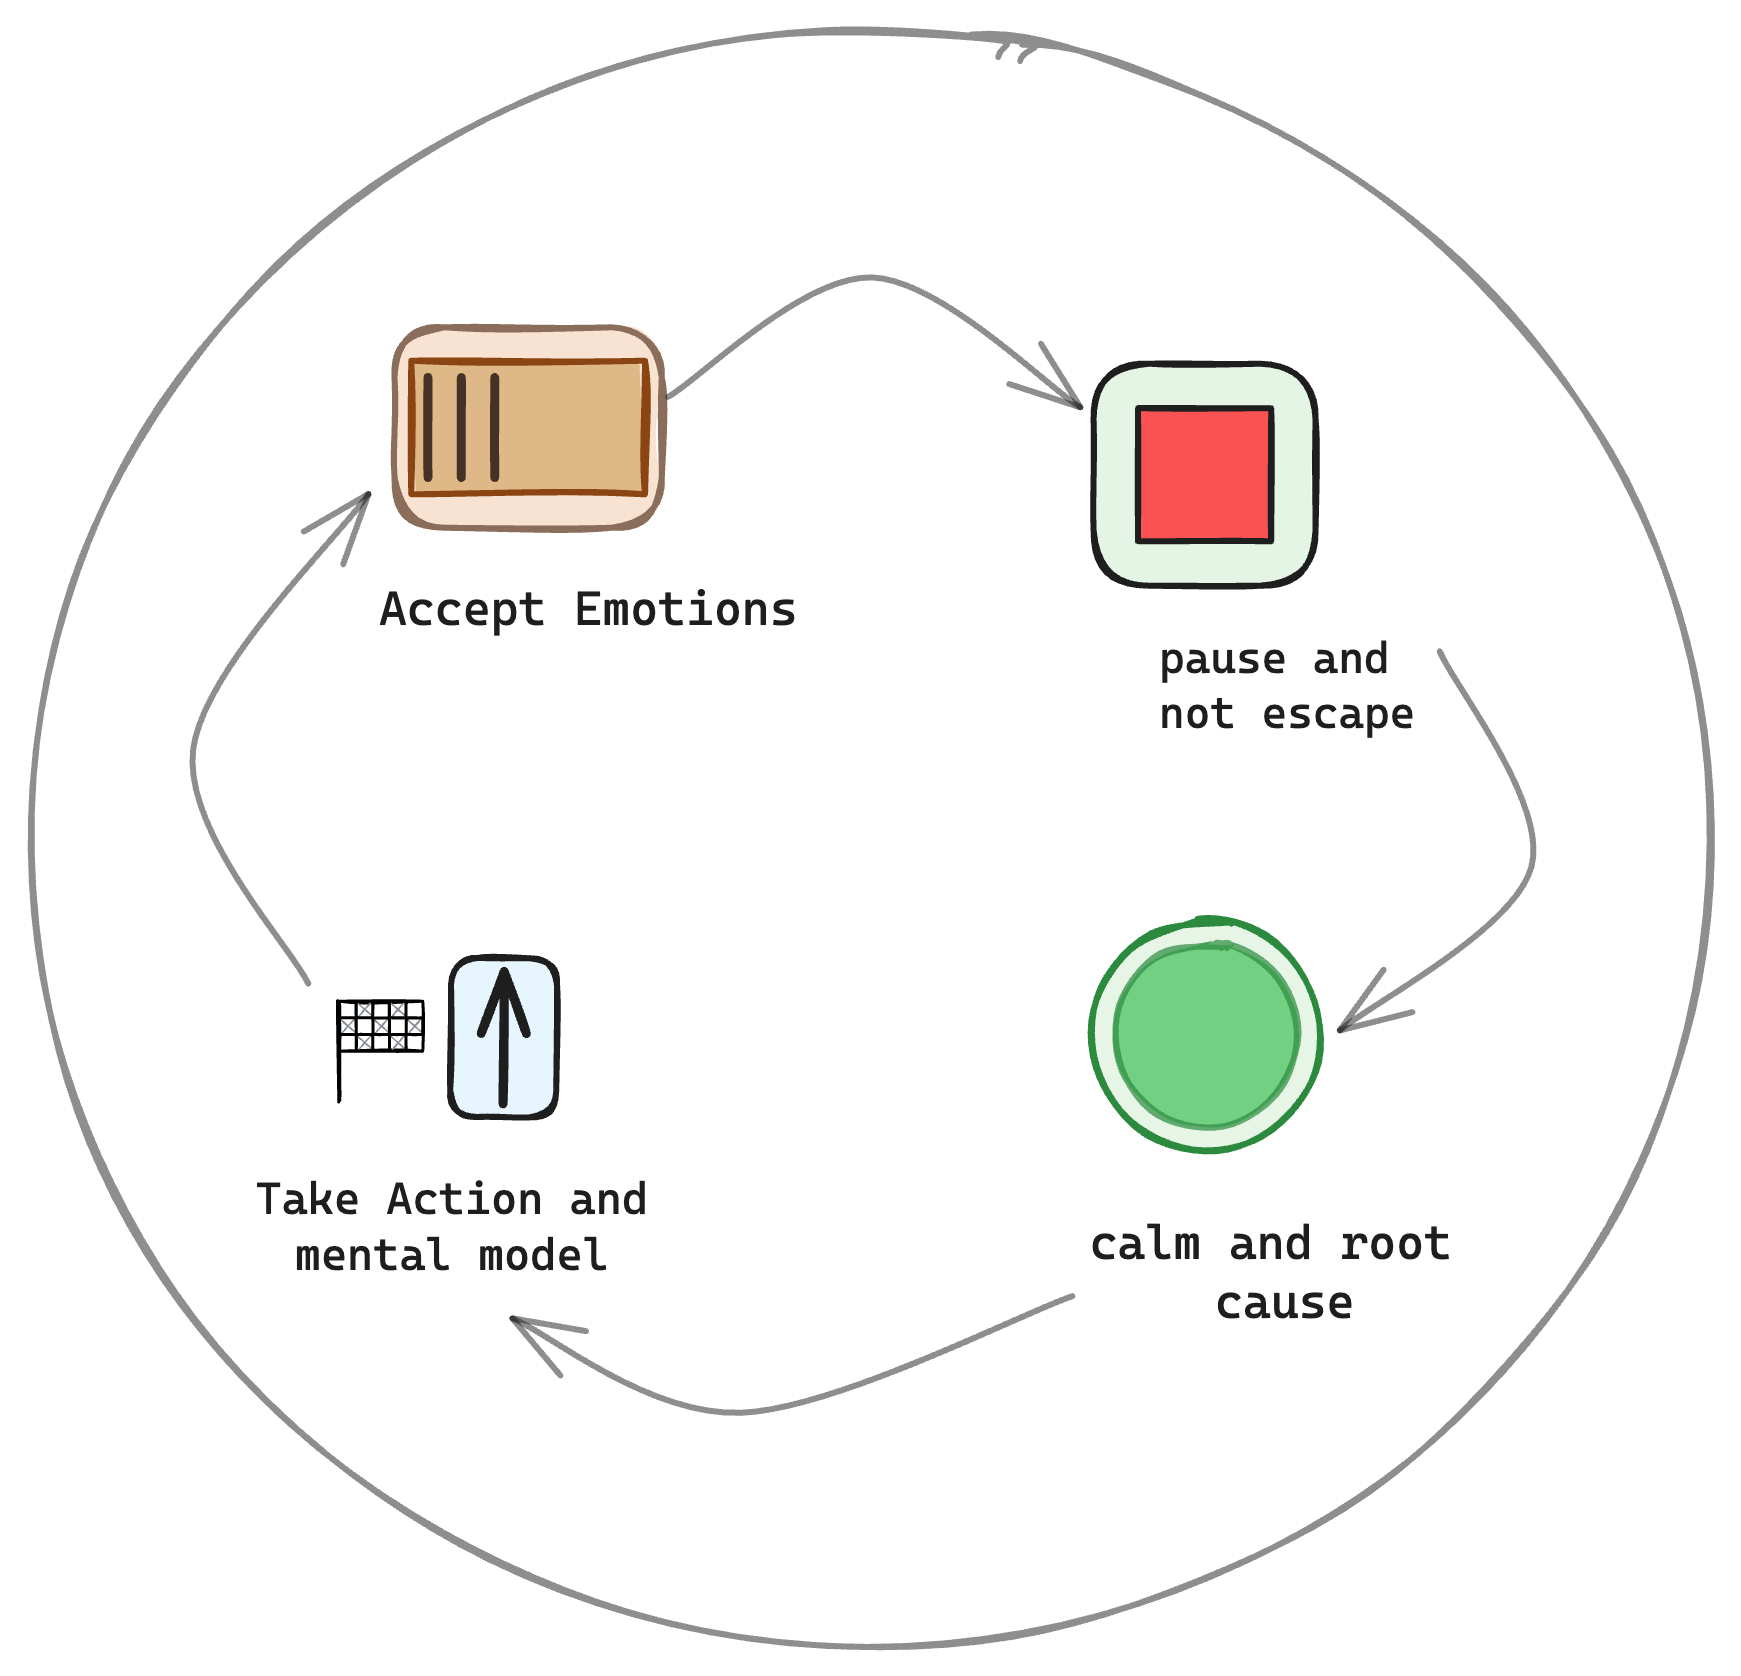 Accept Emotions
pause and
not escape
Take Action and
mental model
calm and root
cause